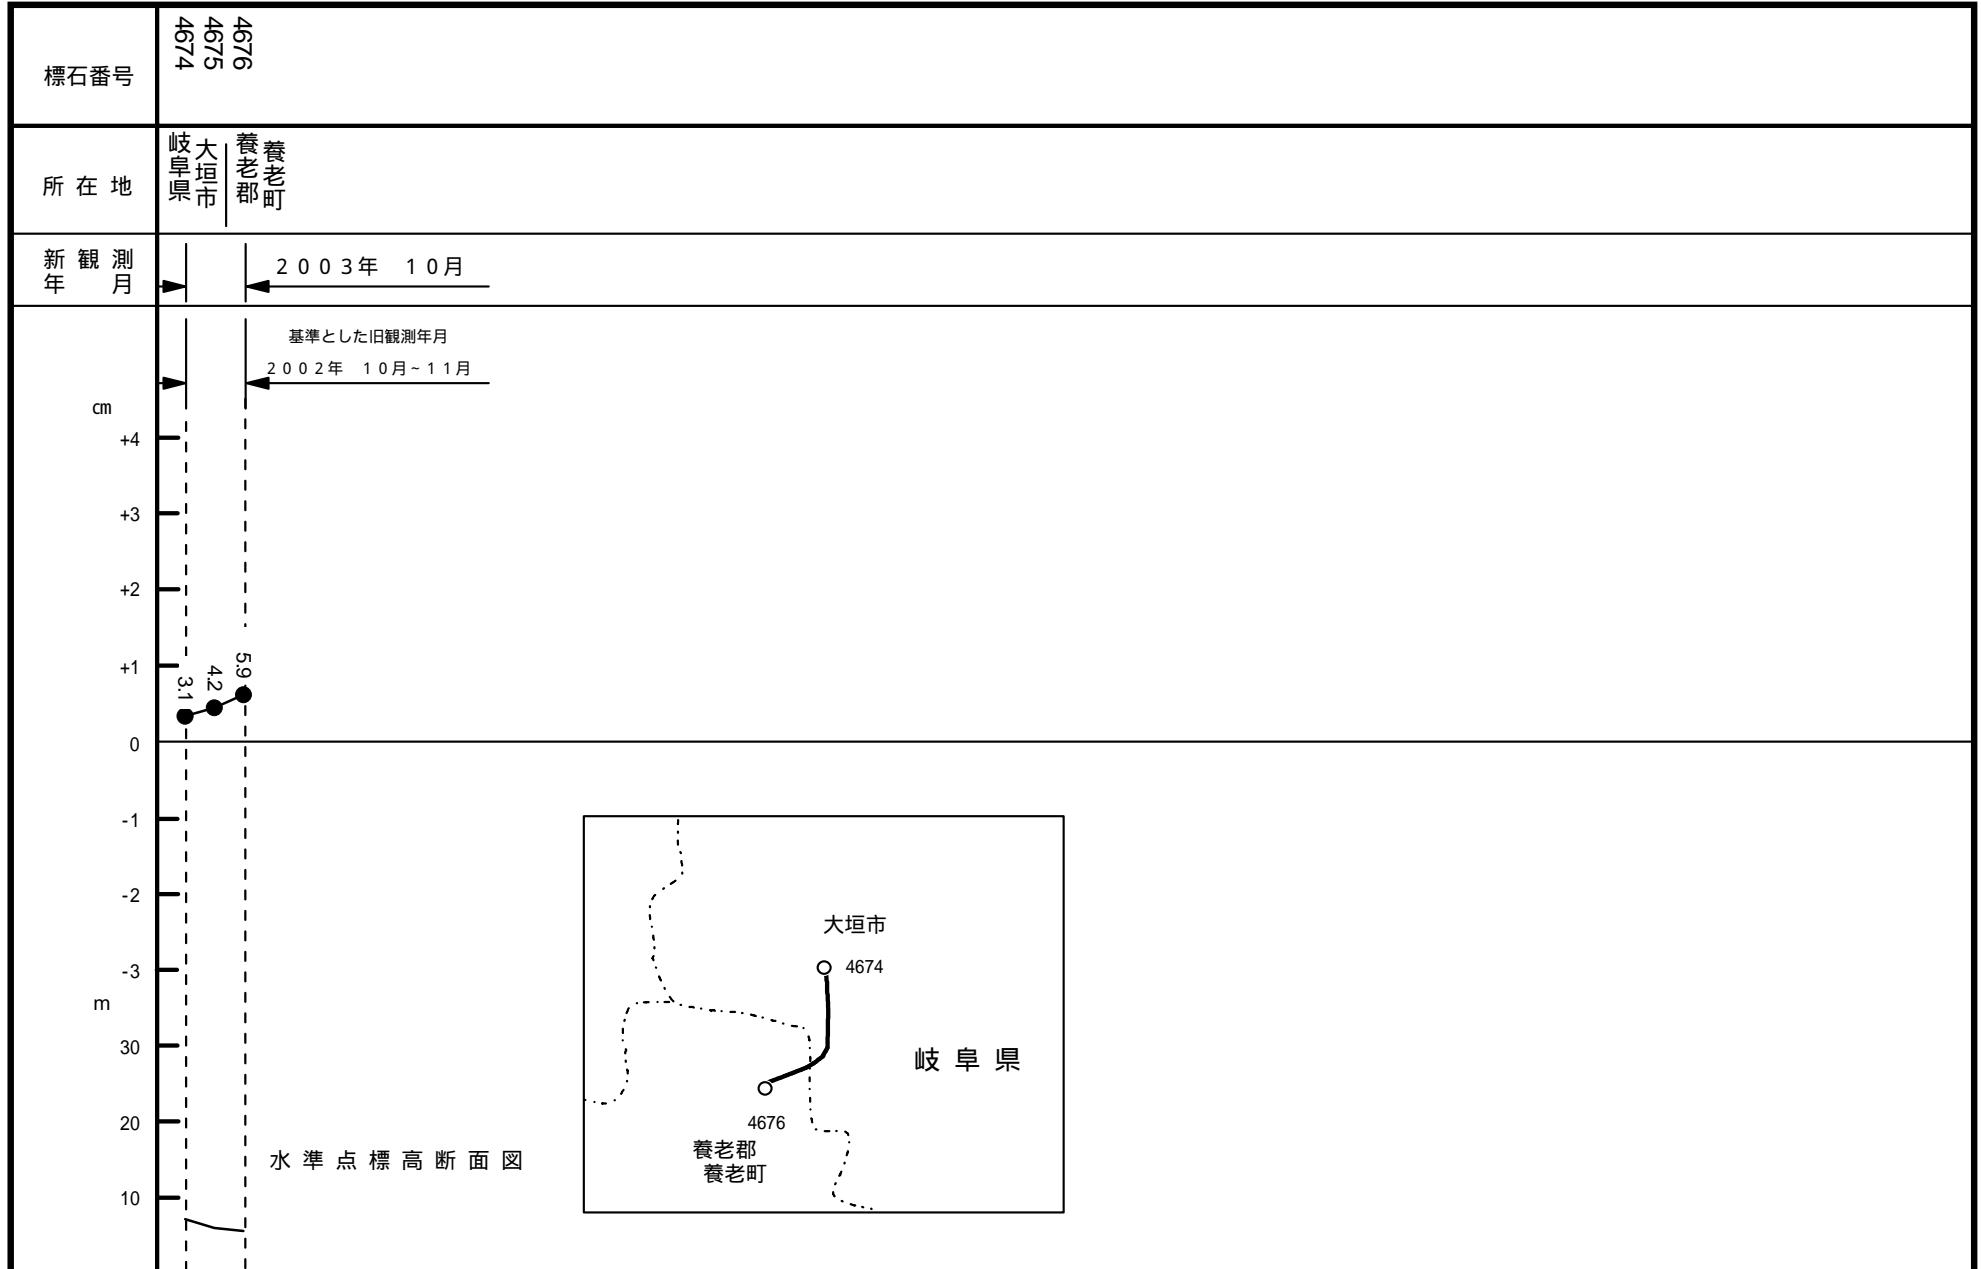 標石番号
4674
4675
4676
所在地
岐阜県
大垣市
養老郡
養老町
新観測
年月
2003年 10月
基準とした旧観測年月
2002年 10月~11月
㎝
+4
+3
+2
+1
0
-1
-2
-3
3.1
4.2
5.9
m
30
20
10
水準点標高断面図
大垣市
4674
岐阜県
4676
養老郡
養老町